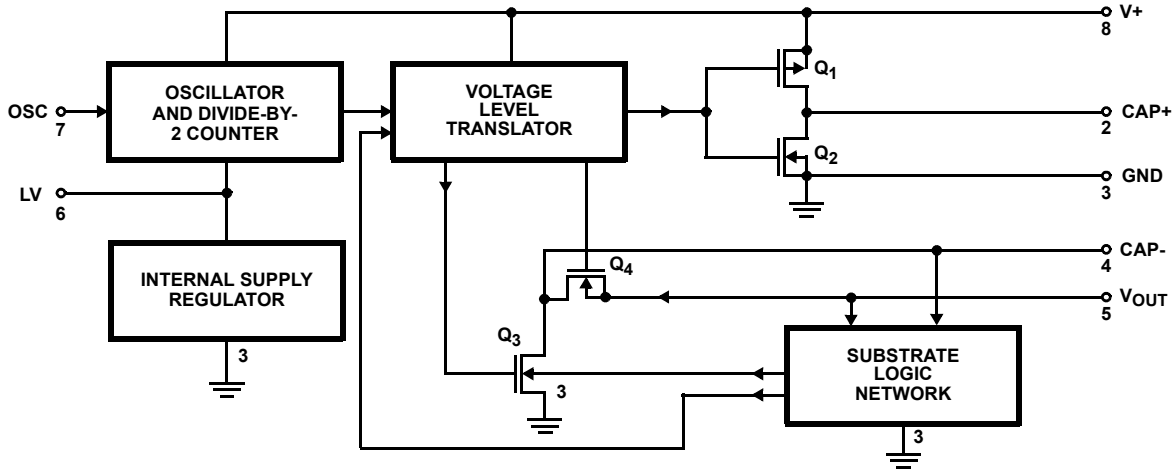 V+
8
OSCILLATOR
AND DIVIDE-BY-
2 COUNTER
VOLTAGE
LEVEL
TRANSLATOR
Q1
OSC
7
CAP+
2
Q2
GND
3
LV
6
INTERNAL SUPPLY
REGULATOR
3
CAP-
4
Q4
VOUT
5
Q3
3
SUBSTRATE
LOGIC
NETWORK
3